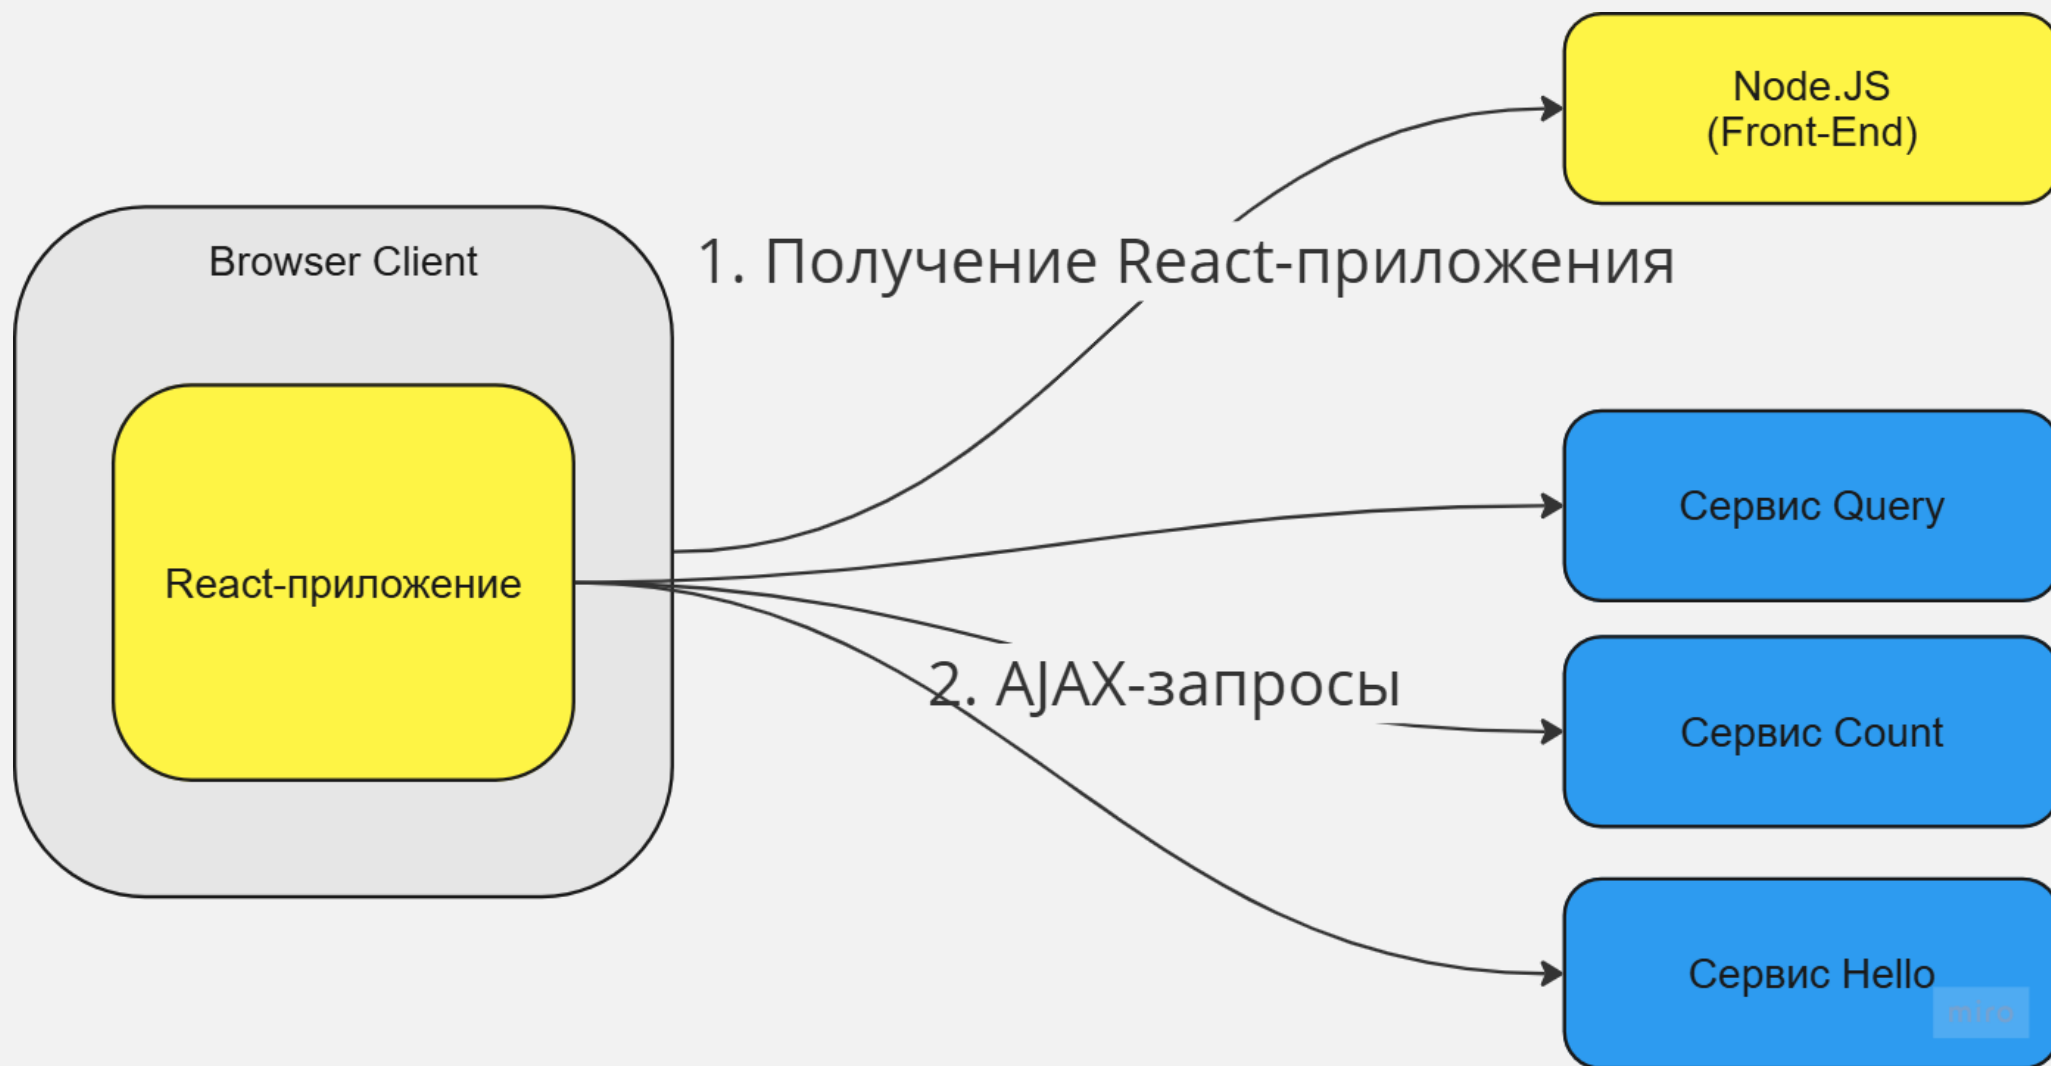 Node.JS
(Front-End)
Browser Client
1. Получение React-приложения
Сервис Query
React-приложение
2. AJAX-запросы
Сервис Count
Сервис Hello
miro